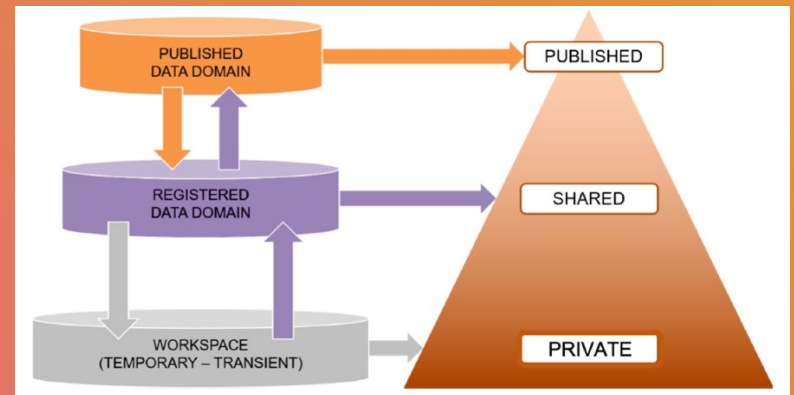 PUBLISHED
DATA DOMAIN
PUBLISHED
REGISTERED
DATA DOMAIN
SHARED
WORKSPACE
(TEMPORARY – TRANSIENT)
PRIVATE